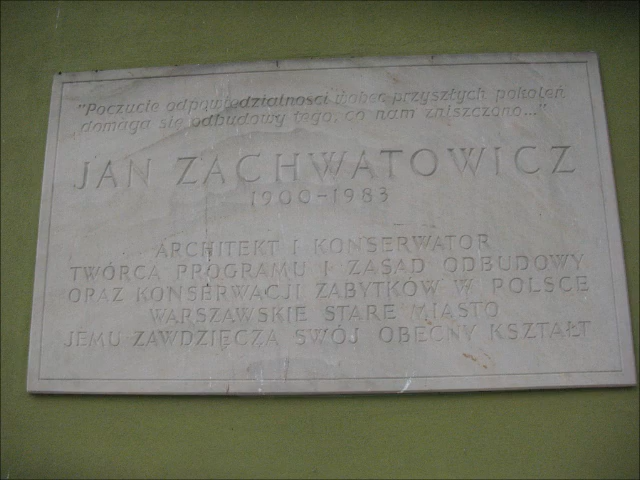 "Poczucie odpowiedzialności wobec przyszłych pokoleń
domaga się odbudowy tego, co nam zniszczono..."
JAN ZACHWATOWICZ
1900-1983
ARCHITEKT I KONSERWATOR
TWÓRCA PROGRAMU I ZASAD ODBUDOWY
ORAZ KONSERWACJI ZABYTKÓW W POLSCE
WARSZAWSKIE STARE MIASTO
JEMU ZAWDZIĘCZA SWÓJ OBECNY KSZTAŁT